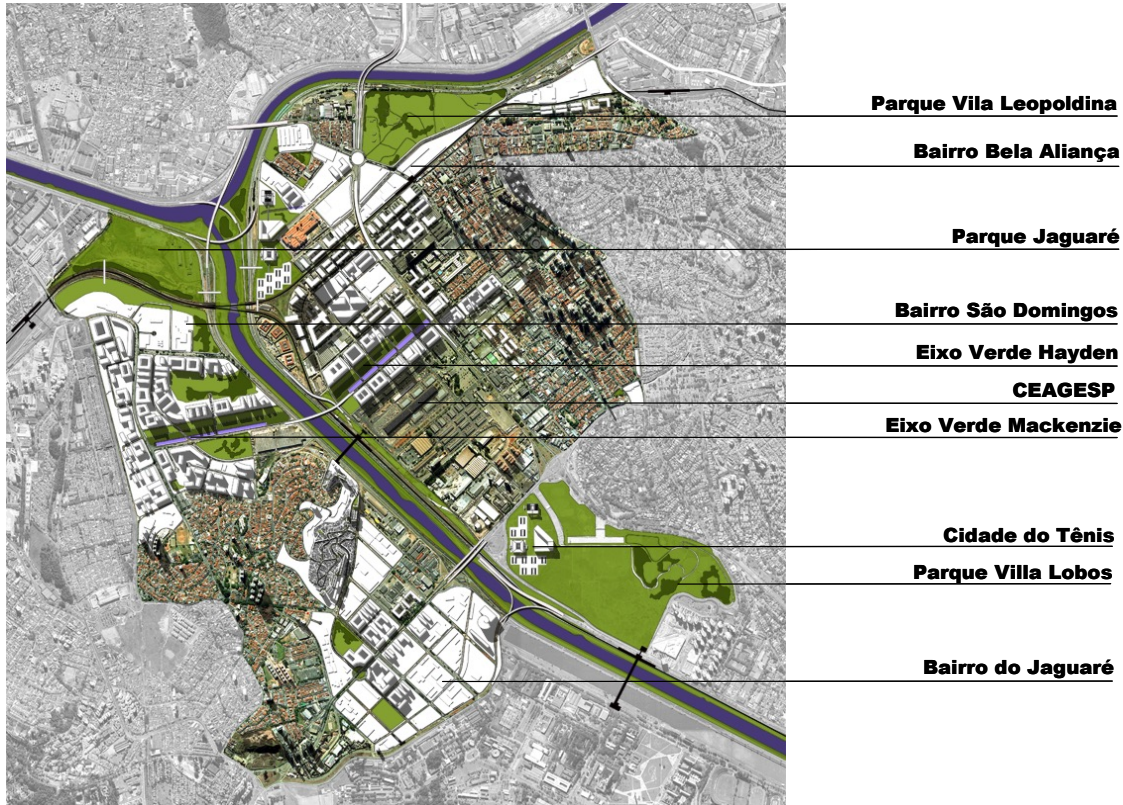 Parque Vila Leopoldina
Bairro Bela Aliança
Parque Jaguaré
Bairro São Domingos
Eixo Verde Hayden
CEAGESP
Eixo Verde Mackenzie
Cidade do Tênis
Parque Villa Lobos
Bairro do Jaguaré